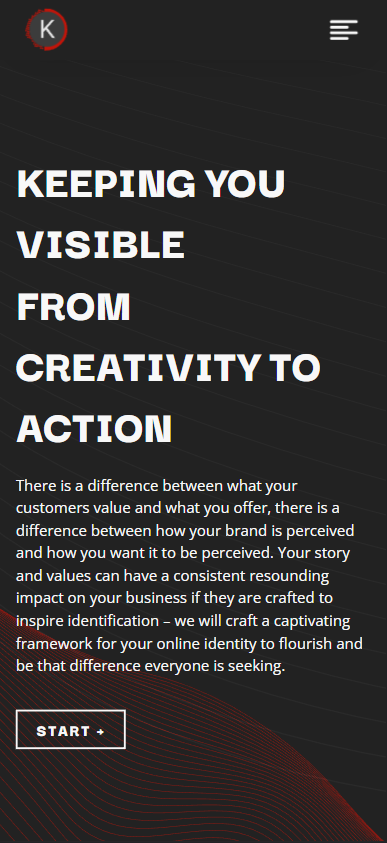 K
KEEPING YOU
VISIBLE
FROM
CREATIVITY TO
ACTION
There is a difference between what your
customers value and what you offer, there is a
difference between how your brand is perceived
and how you want it to be perceived. Your story
and values can have a consistent resounding
impact on your business if they are crafted to
inspire identification – we will craft a captivating
framework for your online identity to flourish and
be that difference everyone is seeking.
START →